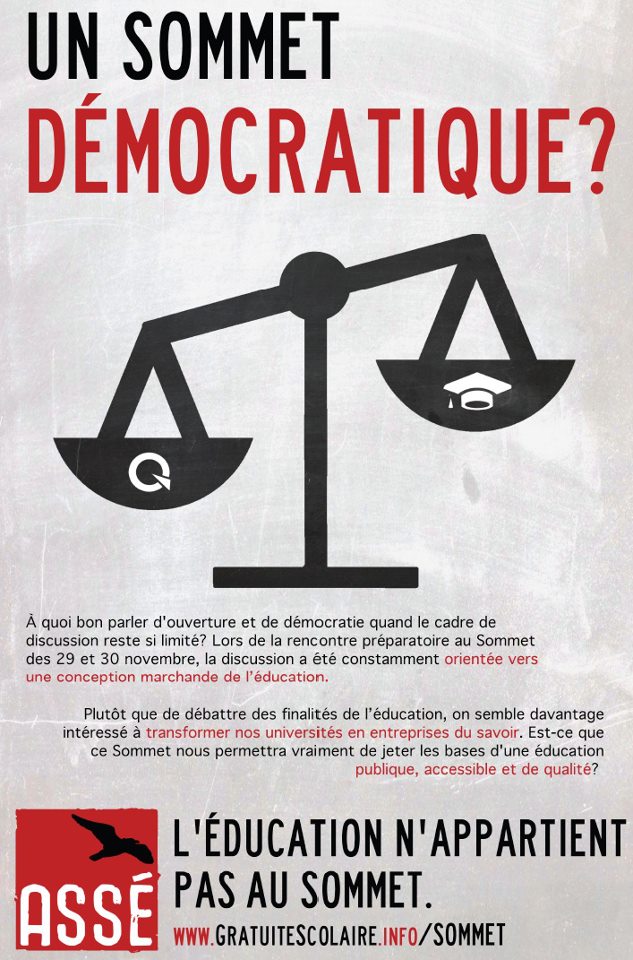 UN SOMMET
DÉMOCRATIQUE?
À quoi bon parler d'ouverture et de démocratie quand le cadre de
discussion reste si limité? Lors de la rencontre préparatoire au Sommet
des 29 et 30 novembre, la discussion a été constamment orientée vers
une conception marchande de l'éducation.
Plutôt que de débattre des finalités de l'éducation, on semble davantage
intéressé à transformer nos universités en entreprises du savoir. Est-ce que
ce Sommet nous permettra vraiment de jeter les bases d'une éducation
publique, accessible et de qualité?
ASSÉ
L'ÉDUCATION N'APPARTIENT
PAS AU SOMMET.
WWW.GRATUITESCOLAIRE.INFO/SOMMET